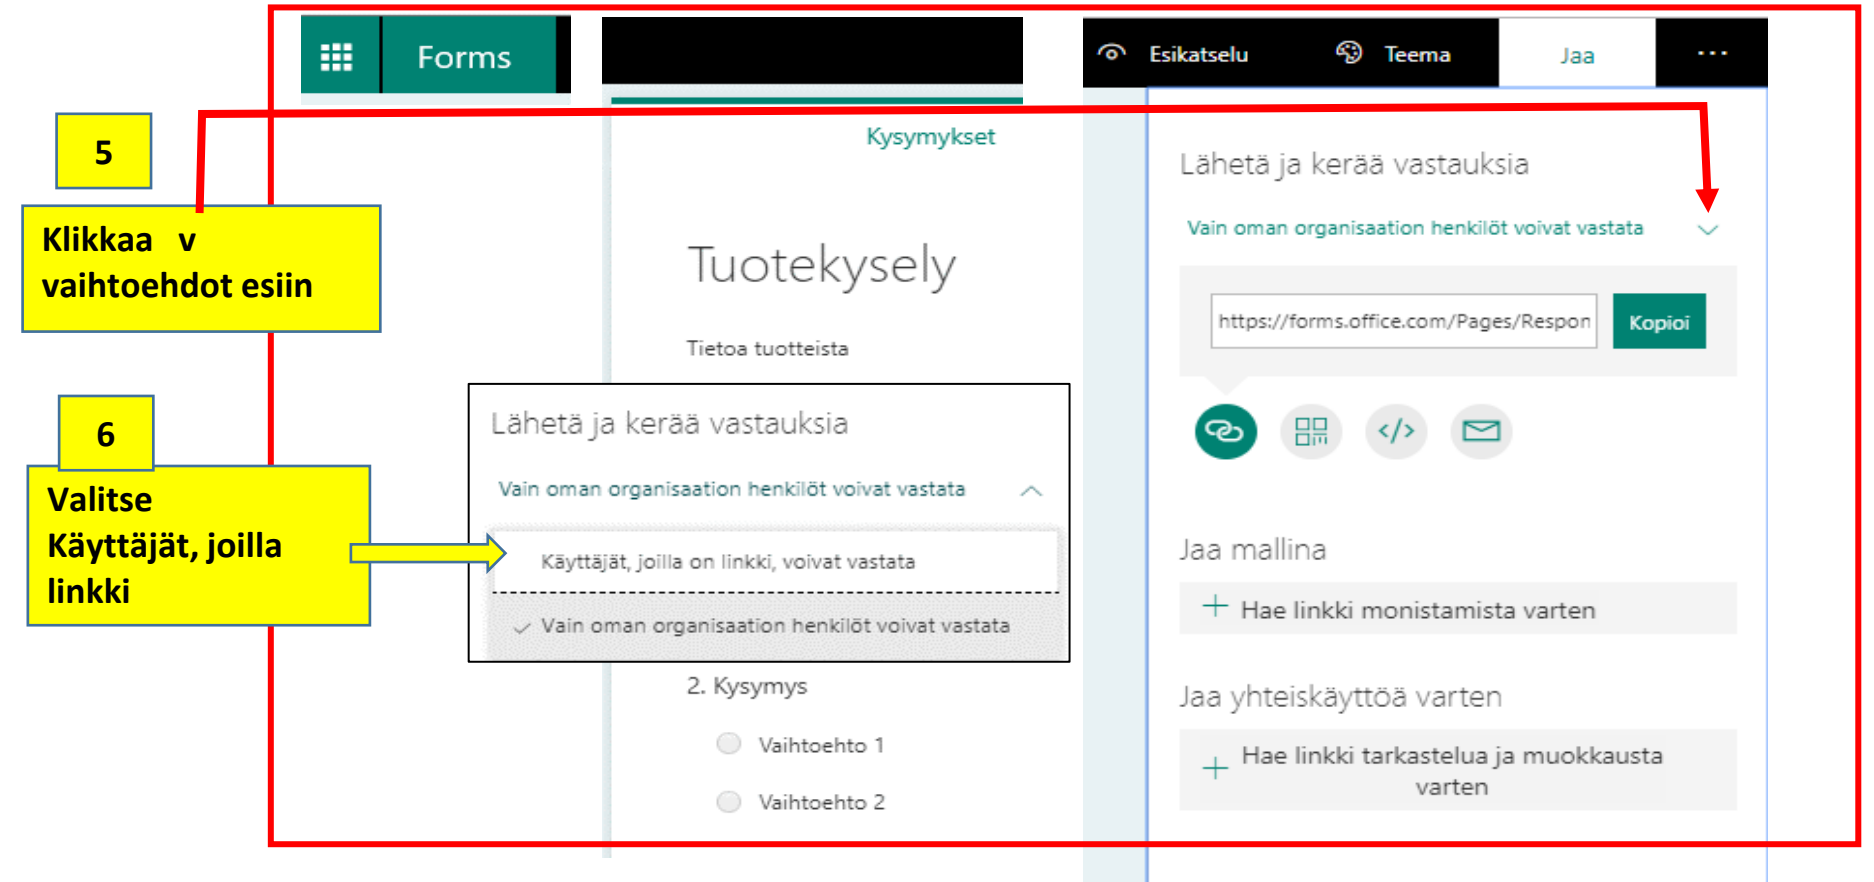 Forms
Esikatselu
Teema
Jaa
...
5
Klikkaa v
vaihtoehdot esiin
6
Valitse
Käyttäjät, joilla
linkki
Kysymykset
Tuotekysely
Tietoa tuotteista
Lähetä ja kerää vastauksia
Vain oman organisaation henkilöt voivat vastata
Käyttäjät, joilla on linkki, voivat vastata
Vain oman organisaation henkilöt voivat vastata
2. Kysymys
Vaihtoehto 1
Vaihtoehto 2
Lähetä ja kerää vastauksia
Vain oman organisaation henkilöt voivat vastata
https://forms.office.com/Pages/Respon
Kopioi
</>
Jaa mallina
+ Hae linkki monistamista varten
Jaa yhteiskäyttöä varten
+ Hae linkki tarkastelua ja muokkausta
varten